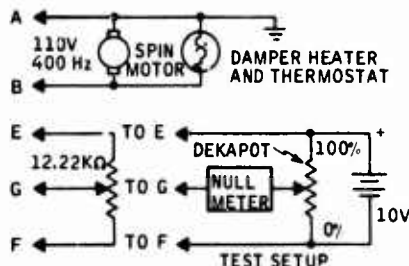 A
110V
400 Hz
SPIN
MOTOR
DAMPER HEATER
AND THERMOSTAT
B
E TO E 100% +
DEKAPOT
12.22KΩ
G TO G NULL
METER
10V
0%
F TO F
TEST SETUP